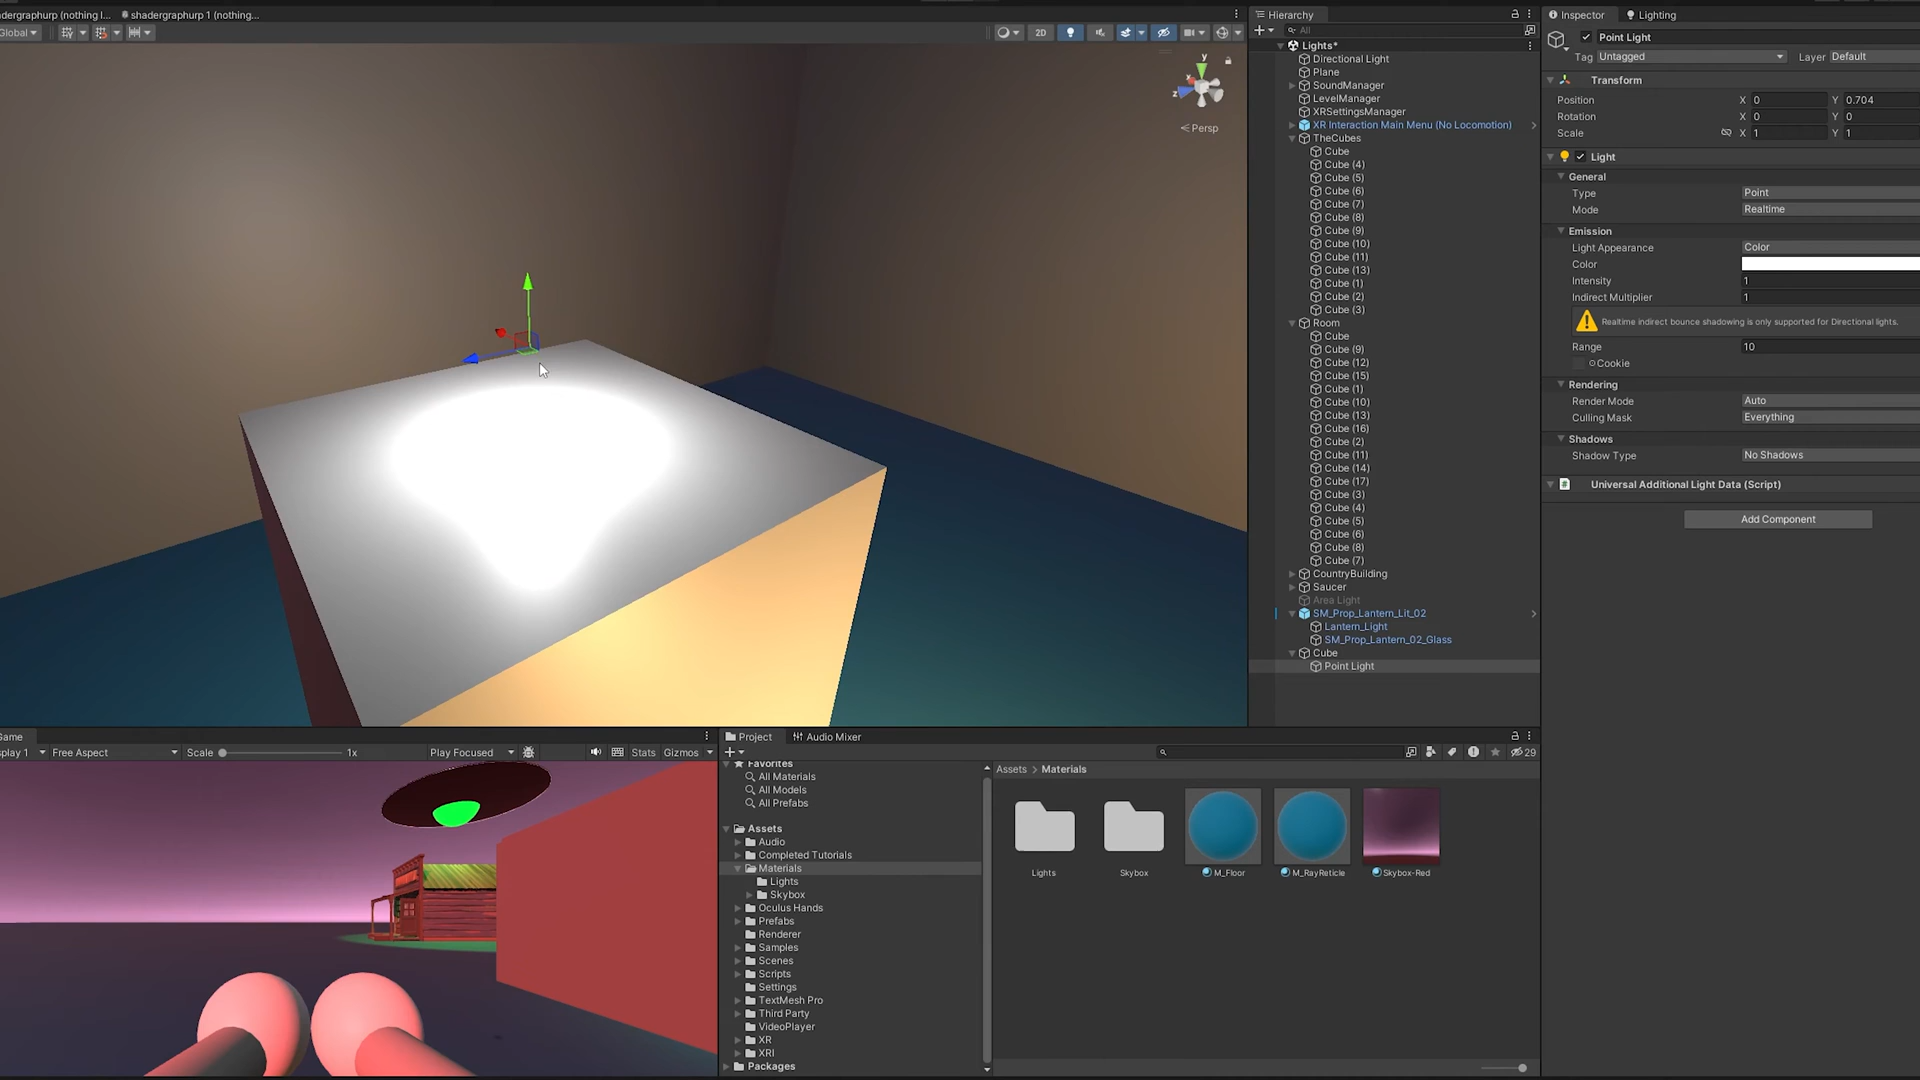 dergraphurp (nothing l...
shadergraphurp 1 (nothing...
Global
2D
y
x
z
Persp
Hierarchy
All
Lights*
Directional Light
Plane
SoundManager
LevelManager
XRSettingsManager
XR Interaction Main Menu (No Locomotion)
TheCubes
Cube
Cube (4)
Cube (5)
Cube (6)
Cube (7)
Cube (8)
Cube (9)
Cube (10)
Cube (11)
Cube (13)
Cube (1)
Cube (2)
Cube (3)
Room
Cube
Cube (9)
Cube (12)
Cube (15)
Cube (1)
Cube (10)
Cube (13)
Cube (16)
Cube (2)
Cube (11)
Cube (14)
Cube (17)
Cube (3)
Cube (4)
Cube (5)
Cube (6)
Cube (8)
Cube (7)
CountryBuilding
Saucer
Area Light
SM_Prop_Lantern_Lit_02
Lantern_Light
SM_Prop_Lantern_02_Glass
Cube
Point Light
Inspector
Lighting
Point Light
Tag Untagged Layer Default
Transform
Position X 0 Y 0.704
Rotation X 0 Y 0
Scale X 1 Y 1
Light
General
Type Point
Mode Realtime
Emission
Light Appearance Color
Color
Intensity 1
Indirect Multiplier 1
Realtime indirect bounce shadowing is only supported for Directional lights.
Range 10
Cookie
Rendering
Render Mode Auto
Culling Mask Everything
Shadows
Shadow Type No Shadows
Universal Additional Light Data (Script)
Add Component
Game
splay 1 Free Aspect Scale 1x Play Focused Stats Gizmos
Project
Audio Mixer
29
Favorites
All Materials
All Models
All Prefabs
Assets
Audio
Completed Tutorials
Materials
Lights
Skybox
Oculus Hands
Prefabs
Renderer
Samples
Scenes
Scripts
Settings
TextMesh Pro
Third Party
VideoPlayer
XR
XRI
Packages
Assets > Materials
Lights
Skybox
M_Floor
M_RayReticle
Skybox-Red